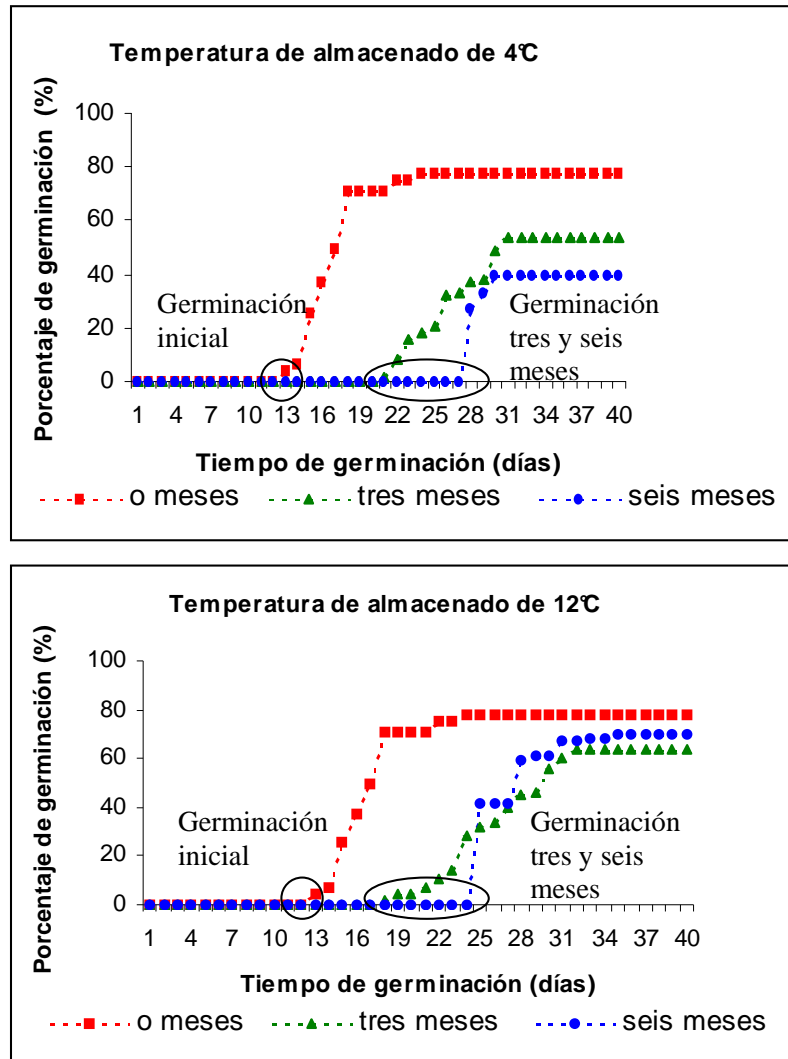 Temperatura de almacenado de 4°C
Porcentaje de germinación (%)
100
80
60
40
20
0
Germinación
inicial
Germinación
tres y seis
meses
1 4 7 10 13 16 19 22 25 28 31 34 37 40
Tiempo de germinación (días)
o meses tres meses seis meses
Temperatura de almacenado de 12°C
Porcentaje de germinación (%)
100
80
60
40
20
0
Germinación
inicial
Germinación
tres y seis
meses
1 4 7 10 13 16 19 22 25 28 31 34 37 40
Tiempo de germinación (días)
o meses tres meses seis meses